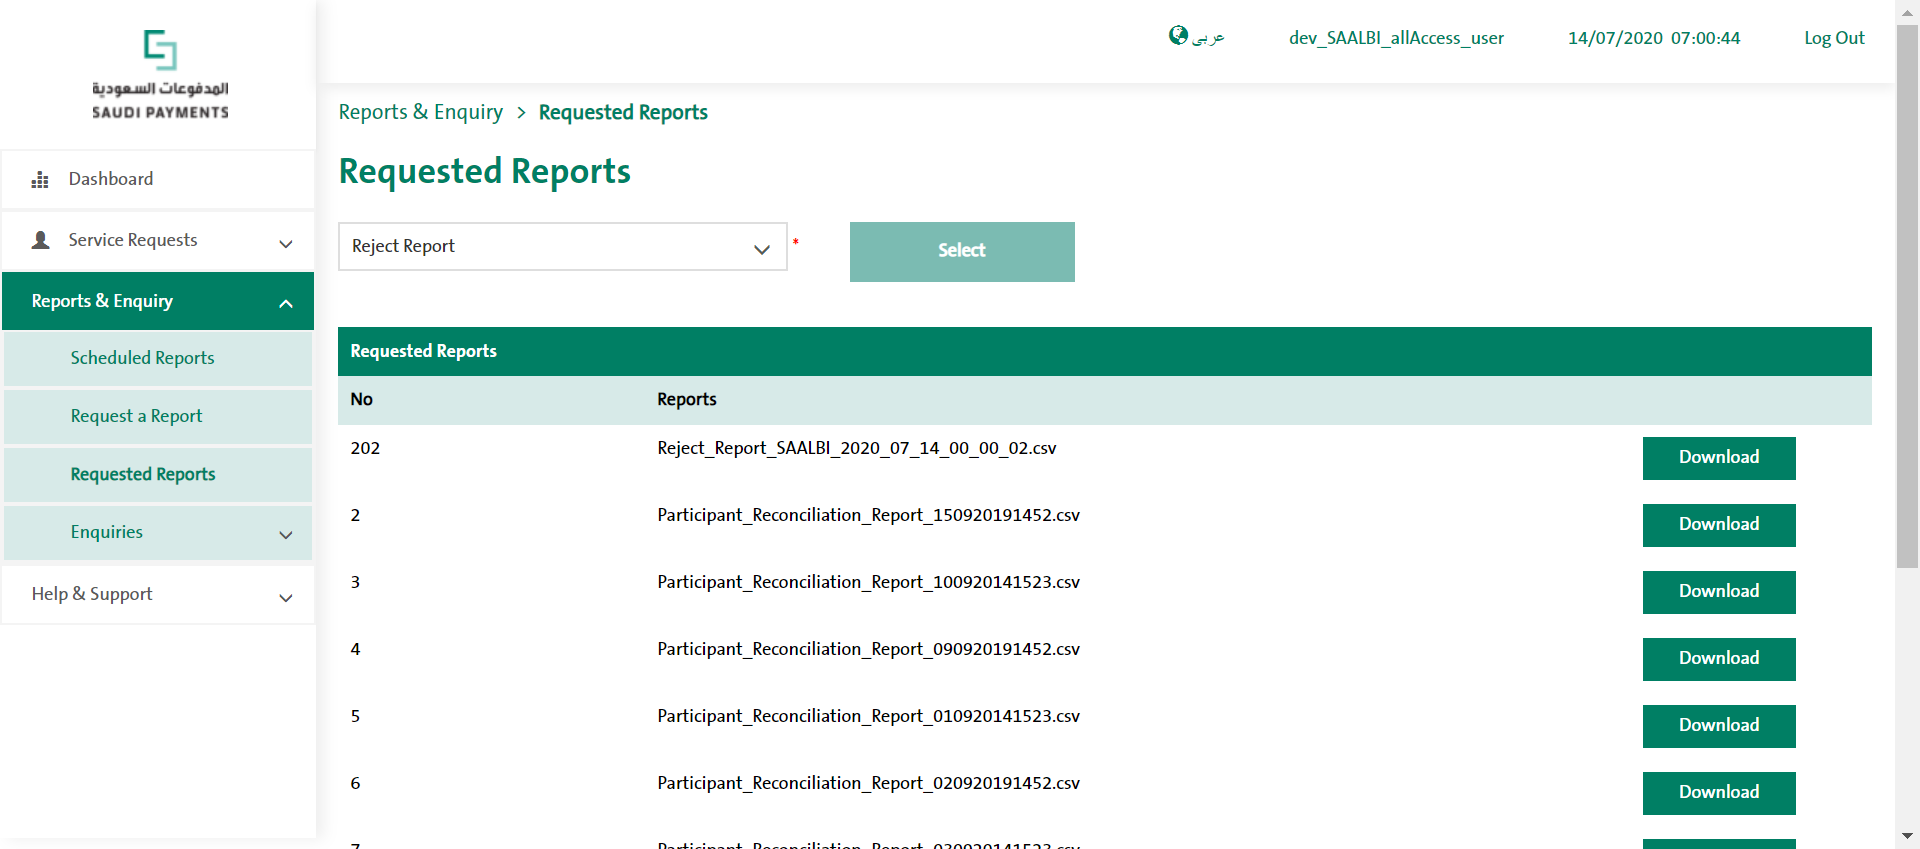 المدفوعات السعودية
SAUDI PAYMENTS
عربى
dev_SAALBI_allAccess_user
14/07/2020 07:00:44
Log Out
Dashboard
Service Requests
Reports & Enquiry
Scheduled Reports
Request a Report
Requested Reports
Enquiries
Help & Support
Reports & Enquiry > Requested Reports
Requested Reports
Reject Report *
Select
Requested Reports
No Reports
202 Reject_Report_SAALBI_2020_07_14_00_00_02.csv Download
2 Participant_Reconciliation_Report_150920191452.csv Download
3 Participant_Reconciliation_Report_100920141523.csv Download
4 Participant_Reconciliation_Report_090920191452.csv Download
5 Participant_Reconciliation_Report_010920141523.csv Download
6 Participant_Reconciliation_Report_020920191452.csv Download
7 Participant_Reconciliation_Report_030920141523.csv